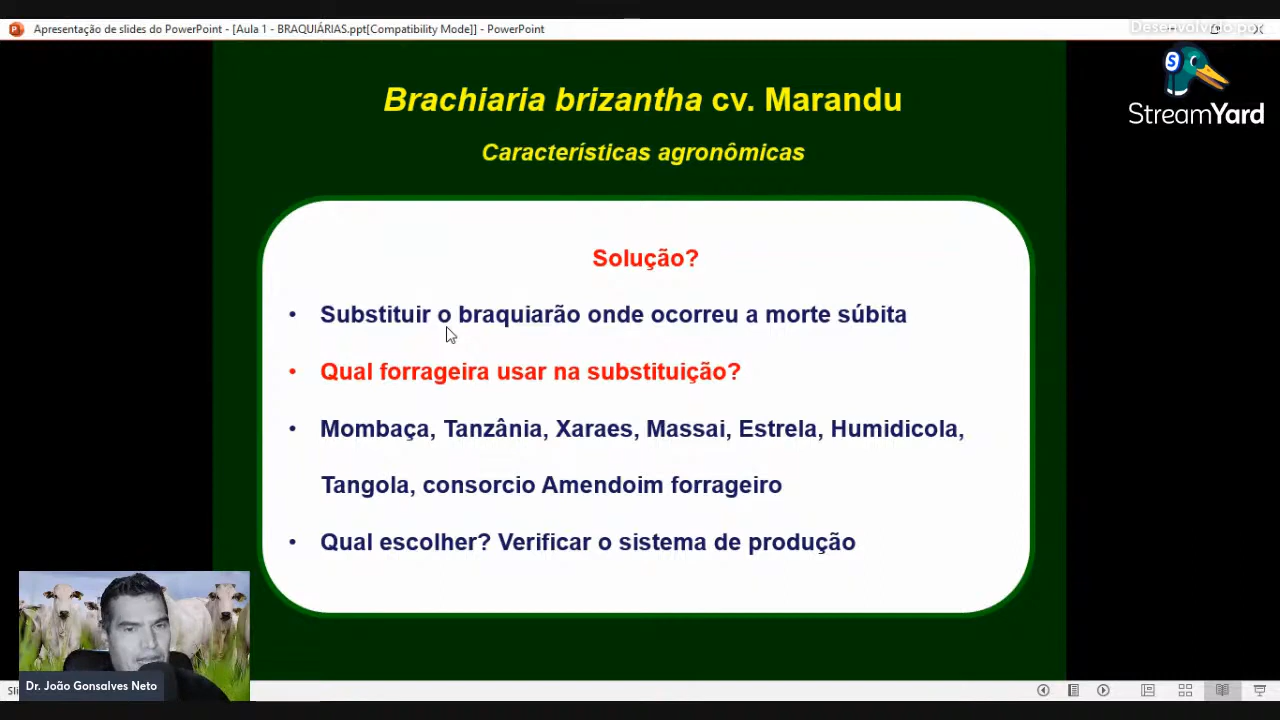 Apresentação de slides do PowerPoint - [Aula 1 - BRAQUIÁRIAS.ppt[Compatibility Mode]] - PowerPoint
StreamYard
Brachiaria brizantha cv. Marandu
Características agronômicas
Solução?
• Substituir o braquiarão onde ocorreu a morte súbita
• Qual forrageira usar na substituição?
• Mombaça, Tanzânia, Xaraes, Massai, Estrela, Humidicola,
Tangola, consorcio Amendoim forrageiro
• Qual escolher? Verificar o sistema de produção
Dr. João Gonsalves Neto